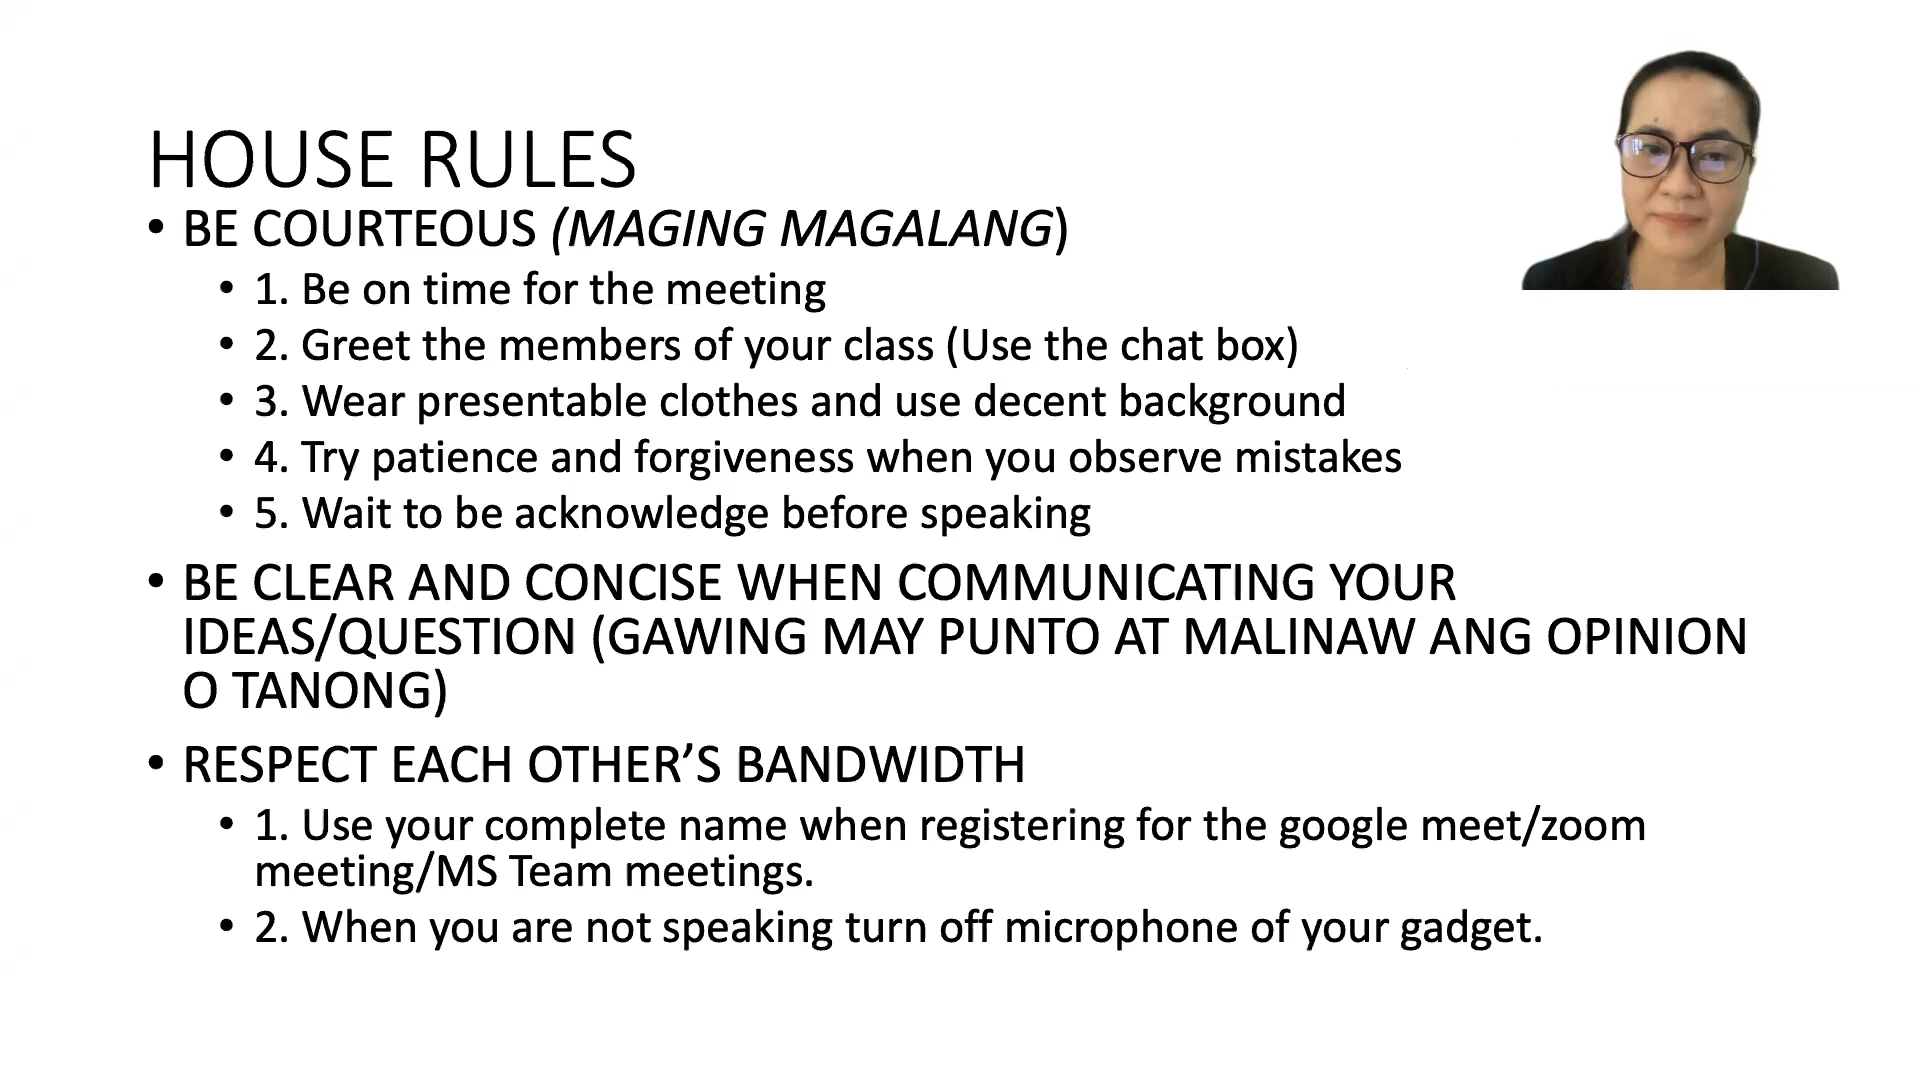 HOUSE RULES
• BE COURTEOUS (MAGING MAGALANG)
• 1. Be on time for the meeting
• 2. Greet the members of your class (Use the chat box)
• 3. Wear presentable clothes and use decent background
• 4. Try patience and forgiveness when you observe mistakes
• 5. Wait to be acknowledge before speaking
• BE CLEAR AND CONCISE WHEN COMMUNICATING YOUR
IDEAS/QUESTION (GAWING MAY PUNTO AT MALINAW ANG OPINION
O TANONG)
• RESPECT EACH OTHER’S BANDWIDTH
• 1. Use your complete name when registering for the google meet/zoom
meeting/MS Team meetings.
• 2. When you are not speaking turn off microphone of your gadget.